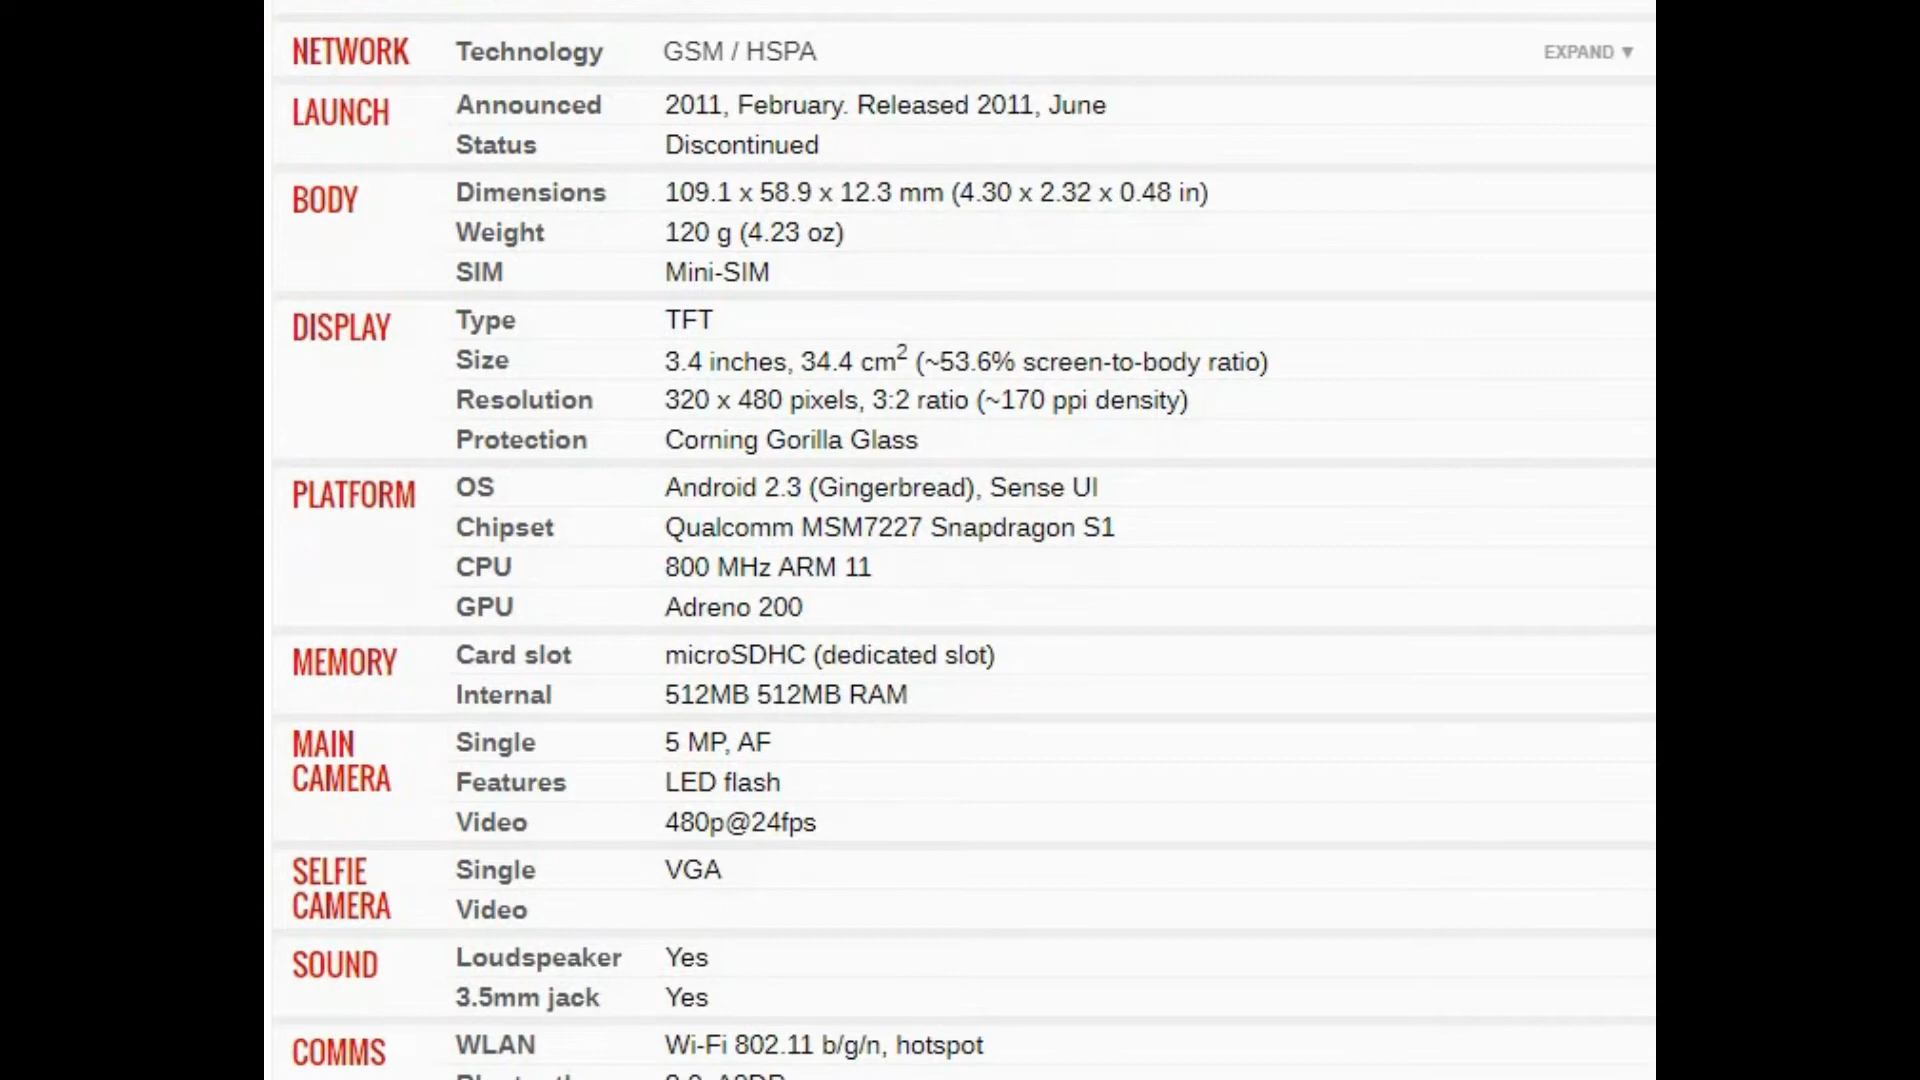 NETWORK Technology GSM / HSPA EXPAND ▼
LAUNCH Announced 2011, February. Released 2011, June
Status Discontinued
BODY Dimensions 109.1 x 58.9 x 12.3 mm (4.30 x 2.32 x 0.48 in)
Weight 120 g (4.23 oz)
SIM Mini-SIM
DISPLAY Type TFT
Size 3.4 inches, 34.4 cm² (~53.6% screen-to-body ratio)
Resolution 320 x 480 pixels, 3:2 ratio (~170 ppi density)
Protection Corning Gorilla Glass
PLATFORM OS Android 2.3 (Gingerbread), Sense UI
Chipset Qualcomm MSM7227 Snapdragon S1
CPU 800 MHz ARM 11
GPU Adreno 200
MEMORY Card slot microSDHC (dedicated slot)
Internal 512MB 512MB RAM
MAIN CAMERA Single 5 MP, AF
Features LED flash
Video 480p@24fps
SELFIE CAMERA Single VGA
Video
SOUND Loudspeaker Yes
3.5mm jack Yes
COMMS WLAN Wi-Fi 802.11 b/g/n, hotspot